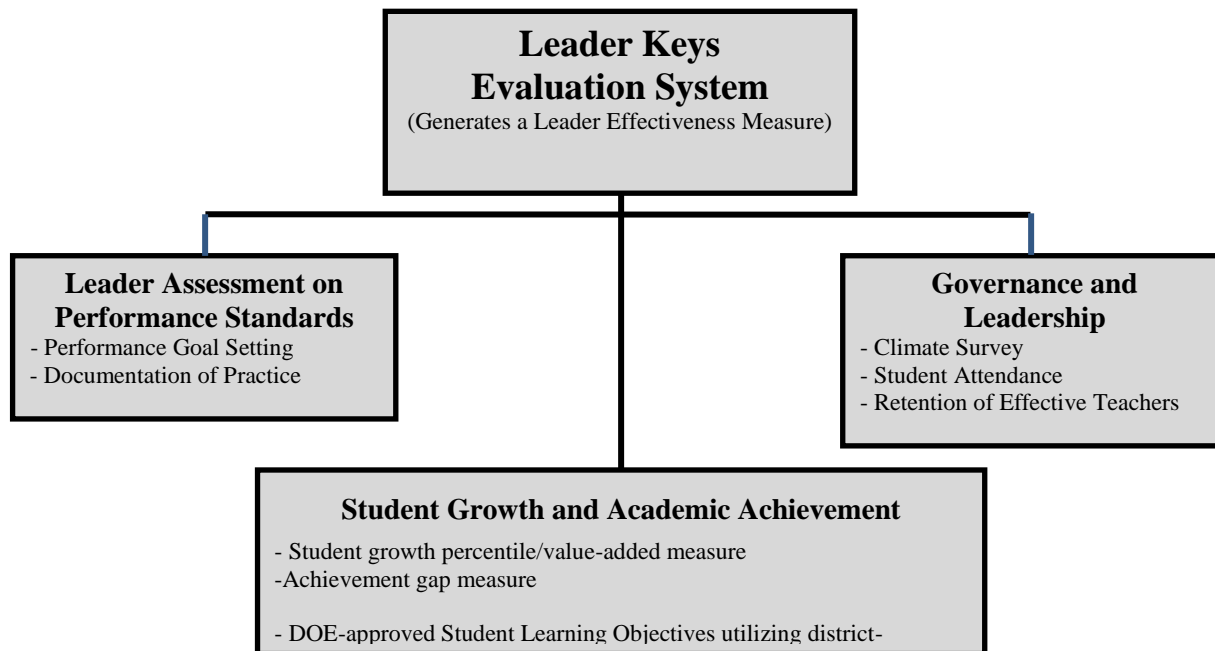 Leader Keys
Evaluation System
(Generates a Leader Effectiveness Measure)
Leader Assessment on
Performance Standards
- Performance Goal Setting
- Documentation of Practice
Governance and
Leadership
- Climate Survey
- Student Attendance
- Retention of Effective Teachers
Student Growth and Academic Achievement
- Student growth percentile/value-added measure
-Achievement gap measure
- DOE-approved Student Learning Objectives utilizing district-